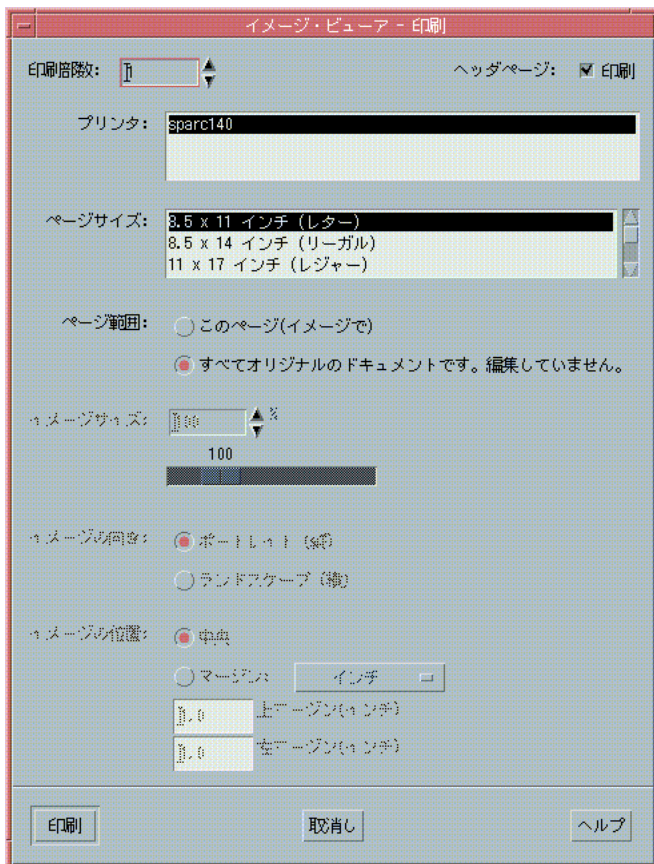 イメージ・ビューア - 印刷
印刷部数: 1 ヘッダページ: 印刷
プリンタ: sparc140
ページサイズ: 8.5 x 11 インチ (レター)
8.5 x 14 インチ (リーガル)
11 x 17 インチ (レジャー)
ページ範囲: このページ(イメージで)
すべてオリジナルのドキュメントです。編集していません。
イメージサイズ: 100 %
100
イメージの向き: ポートレイト (縦)
ランドスケープ (横)
イメージの位置: 中央
マージン: インチ
1.0 上マージン(インチ)
1.0 左マージン(インチ)
印刷 取消し ヘルプ